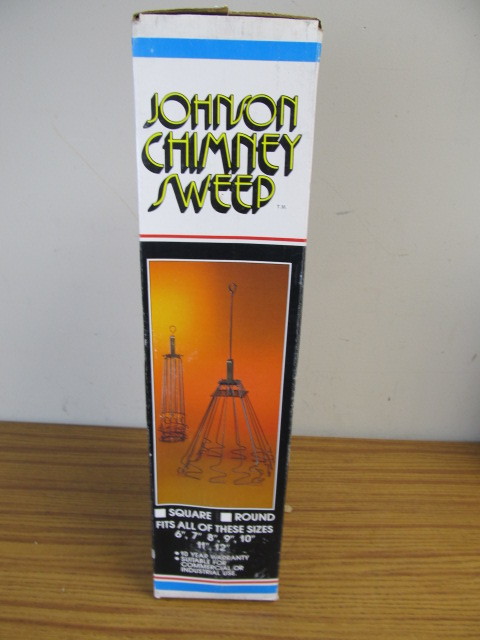 JOHNSON
CHIMNEY
SWEEP T.M.
SQUARE ROUND
FITS ALL OF THESE SIZES
6", 7" 8", 9", 10"
11", 12"
• 10 YEAR WARRANTY
• SUITABLE FOR
COMMERCIAL OR
INDUSTRIAL USE.